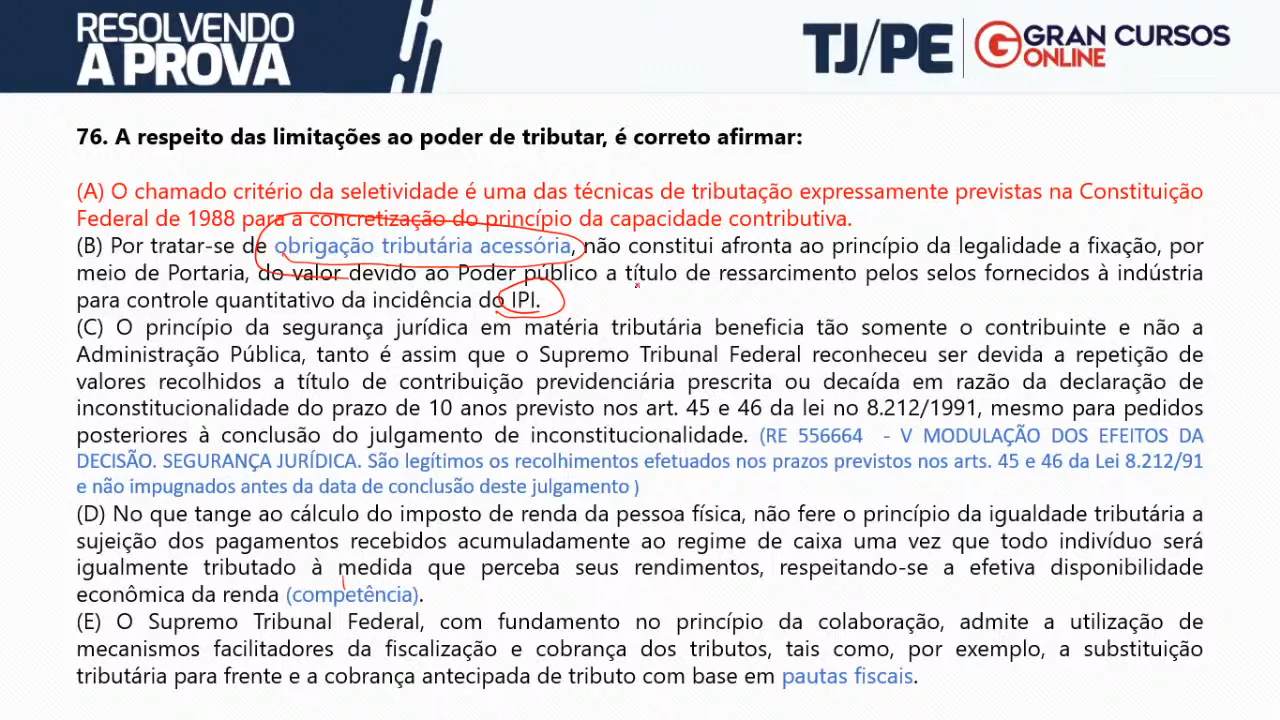 RESOLVENDO
A PROVA
TJ/PE
GRAN CURSOS
ONLINE
76. A respeito das limitações ao poder de tributar, é correto afirmar:
(A) O chamado critério da seletividade é uma das técnicas de tributação expressamente previstas na Constituição
Federal de 1988 para a concretização do princípio da capacidade contributiva.
(B) Por tratar-se de obrigação tributária acessória, não constitui afronta ao princípio da legalidade a fixação, por
meio de Portaria, do valor devido ao Poder público a título de ressarcimento pelos selos fornecidos à indústria
para controle quantitativo da incidência do IPI.
(C) O princípio da segurança jurídica em matéria tributária beneficia tão somente o contribuinte e não a
Administração Pública, tanto é assim que o Supremo Tribunal Federal reconheceu ser devida a repetição de
valores recolhidos a título de contribuição previdenciária prescrita ou decaída em razão da declaração de
inconstitucionalidade do prazo de 10 anos previsto nos art. 45 e 46 da lei no 8.212/1991, mesmo para pedidos
posteriores à conclusão do julgamento de inconstitucionalidade. (RE 556664 - V MODULAÇÃO DOS EFEITOS DA
DECISÃO. SEGURANÇA JURÍDICA. São legítimos os recolhimentos efetuados nos prazos previstos nos arts. 45 e 46 da Lei 8.212/91
e não impugnados antes da data de conclusão deste julgamento )
(D) No que tange ao cálculo do imposto de renda da pessoa física, não fere o princípio da igualdade tributária a
sujeição dos pagamentos recebidos acumuladamente ao regime de caixa uma vez que todo indivíduo será
igualmente tributado à medida que perceba seus rendimentos, respeitando-se a efetiva disponibilidade
econômica da renda (competência).
(E) O Supremo Tribunal Federal, com fundamento no princípio da colaboração, admite a utilização de
mecanismos facilitadores da fiscalização e cobrança dos tributos, tais como, por exemplo, a substituição
tributária para frente e a cobrança antecipada de tributo com base em pautas fiscais.